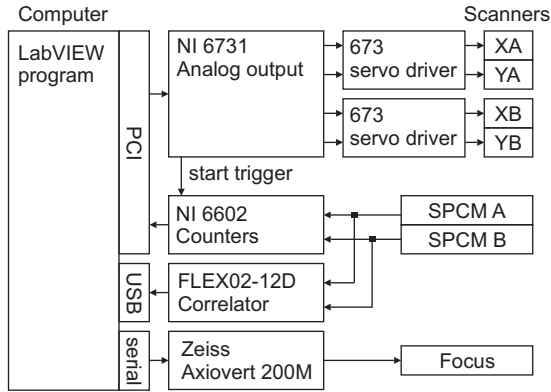 Computer
Scanners
LabVIEW
program
PCI
NI 6731
Analog output
673
servo driver
XA
YA
673
servo driver
XB
YB
start trigger
NI 6602
Counters
SPCM A
SPCM B
USB
FLEX02-12D
Correlator
serial
Zeiss
Axiovert 200M
Focus